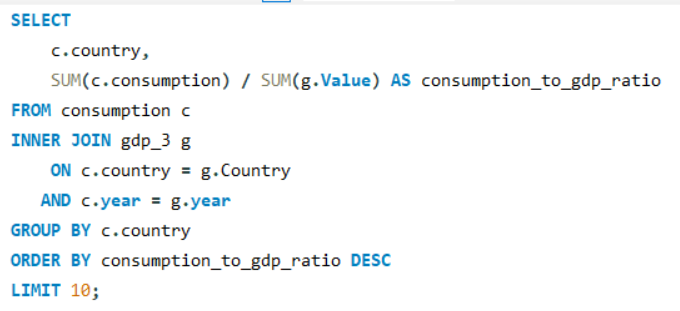 SELECT
c.country,
SUM(c.consumption) / SUM(g.Value) AS consumption_to_gdp_ratio
FROM consumption c
INNER JOIN gdp_3 g
ON c.country = g.Country
AND c.year = g.year
GROUP BY c.country
ORDER BY consumption_to_gdp_ratio DESC
LIMIT 10;